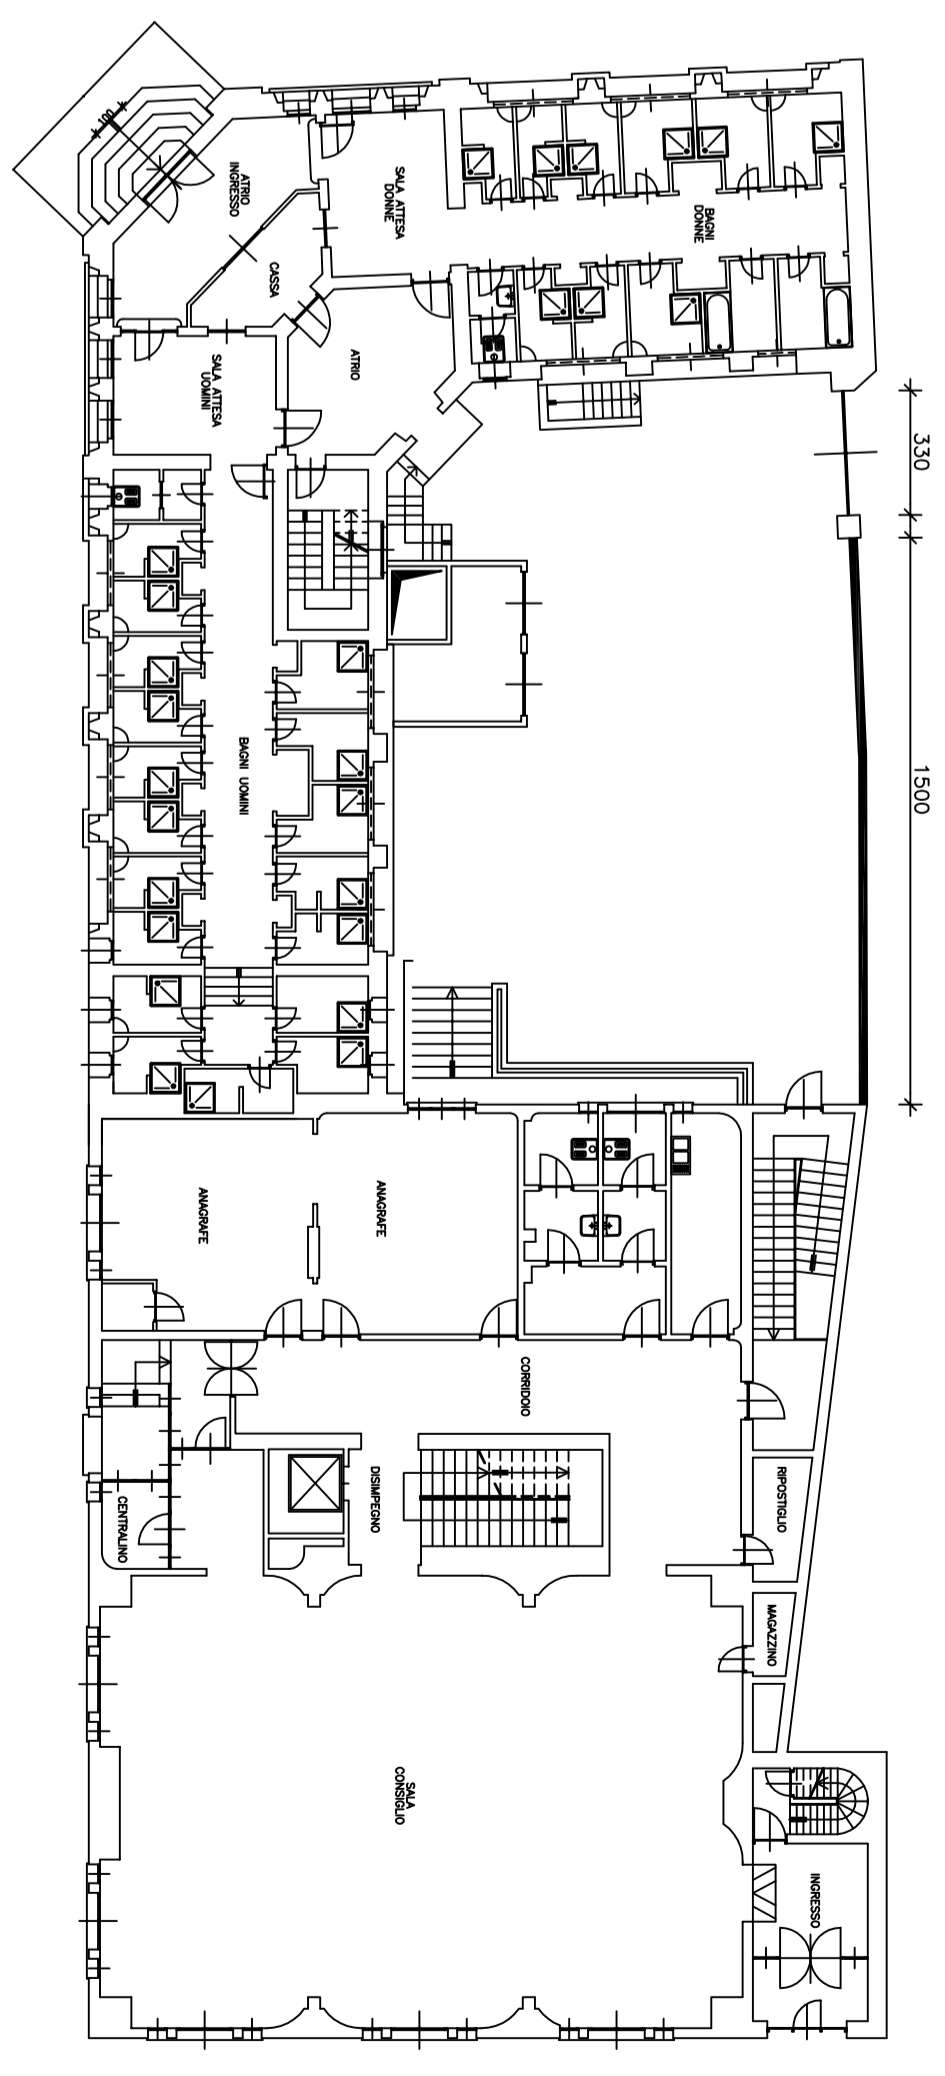 100
ATRIO
INGRESSO
SALA ATTESA
DONNE
BAGNI
DONNE
CASSA
ATRIO
SALA ATTESA
UOMINI
330
1500
BAGNI UOMINI
ANAGRAFE
ANAGRAFE
CORRIDOIO
DISIMPEGNO
CENTRALINO
RIPOSTIGLIO
MAGAZZINO
SALA
CONSIGLIO
INGRESSO